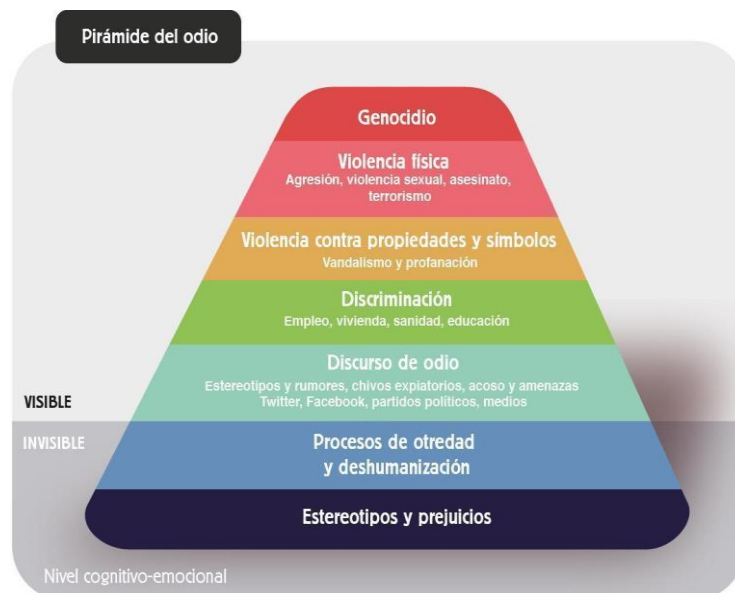 Pirámide del odio
Genocidio
Violencia física
Agresión, violencia sexual, asesinato,
terrorismo
Violencia contra propiedades y símbolos
Vandalismo y profanación
Discriminación
Empleo, vivienda, sanidad, educación
Discurso de odio
Estereotipos y rumores, chivos expiatorios, acoso y amenazas
Twitter, Facebook, partidos políticos, medios
VISIBLE
INVISIBLE
Procesos de otredad
y deshumanización
Estereotipos y prejuicios
Nivel cognitivo-emocional